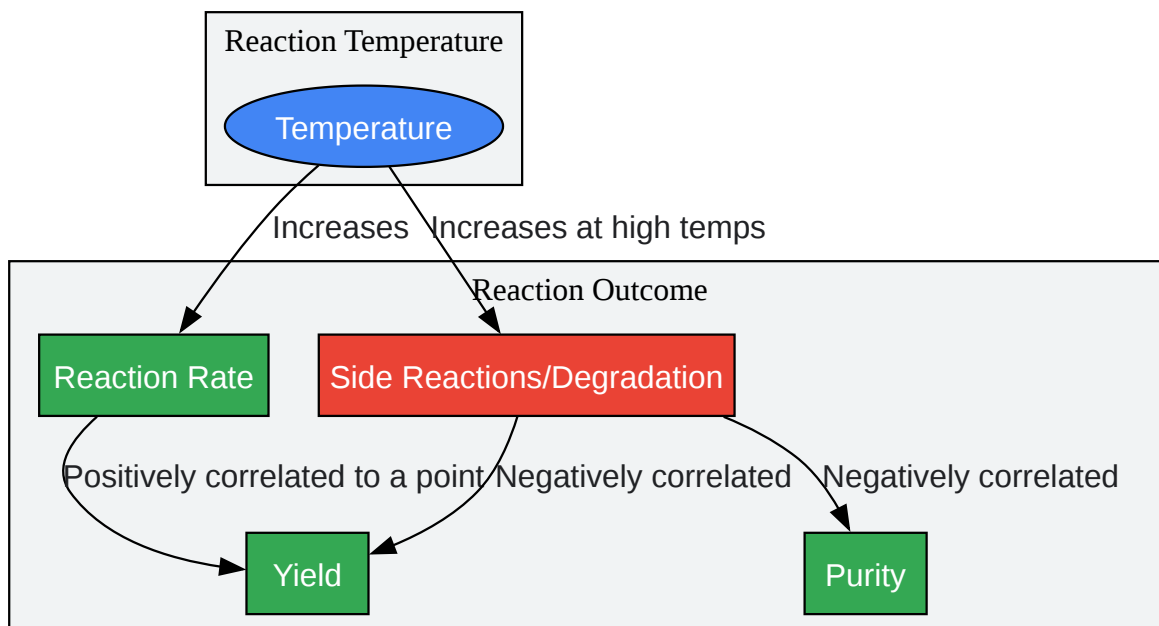 Reaction Temperature
Temperature
Increases
Increases at high temps
Reaction Outcome
Reaction Rate
Side Reactions/Degradation
Positively correlated to a point
Negatively correlated
Negatively correlated
Yield
Purity